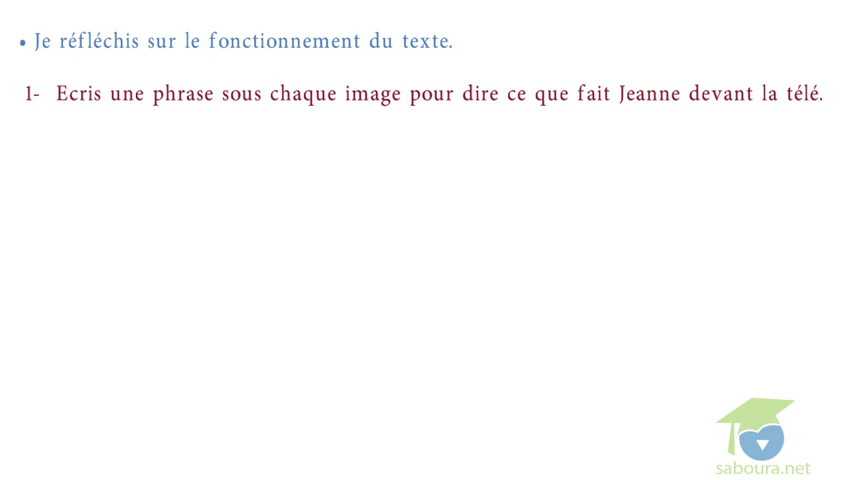 • Je réfléchis sur le fonctionnement du texte.
1- Ecris une phrase sous chaque image pour dire ce que fait Jeanne devant la télé.
saboura.net